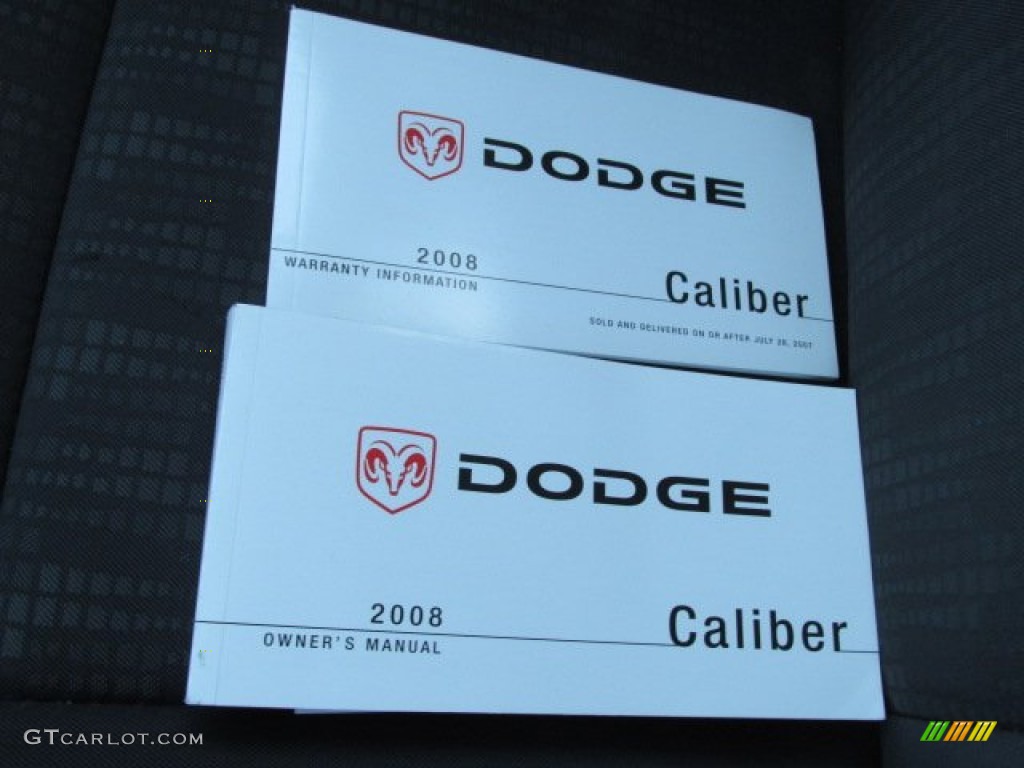 DODGE
2008
WARRANTY INFORMATION
Caliber
SOLD AND DELIVERED ON OR AFTER JULY 26, 2007
DODGE
2008
OWNER'S MANUAL
Caliber
GTCARLOT.COM